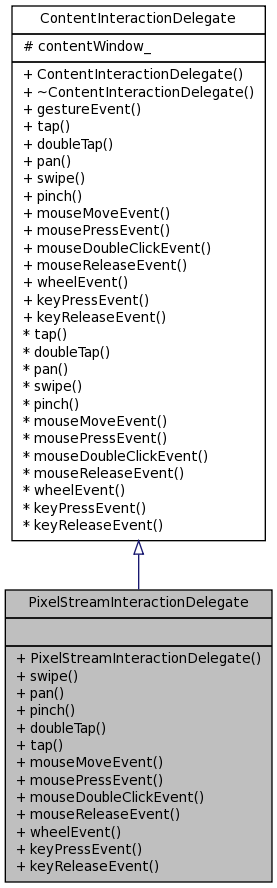 ContentInteractionDelegate
# contentWindow_
+ ContentInteractionDelegate()
+ ~ContentInteractionDelegate()
+ gestureEvent()
+ tap()
+ doubleTap()
+ pan()
+ swipe()
+ pinch()
+ mouseMoveEvent()
+ mousePressEvent()
+ mouseDoubleClickEvent()
+ mouseReleaseEvent()
+ wheelEvent()
+ keyPressEvent()
+ keyReleaseEvent()
* tap()
* doubleTap()
* pan()
* swipe()
* pinch()
* mouseMoveEvent()
* mousePressEvent()
* mouseDoubleClickEvent()
* mouseReleaseEvent()
* wheelEvent()
* keyPressEvent()
* keyReleaseEvent()
PixelStreamInteractionDelegate
+ PixelStreamInteractionDelegate()
+ swipe()
+ pan()
+ pinch()
+ doubleTap()
+ tap()
+ mouseMoveEvent()
+ mousePressEvent()
+ mouseDoubleClickEvent()
+ mouseReleaseEvent()
+ wheelEvent()
+ keyPressEvent()
+ keyReleaseEvent()